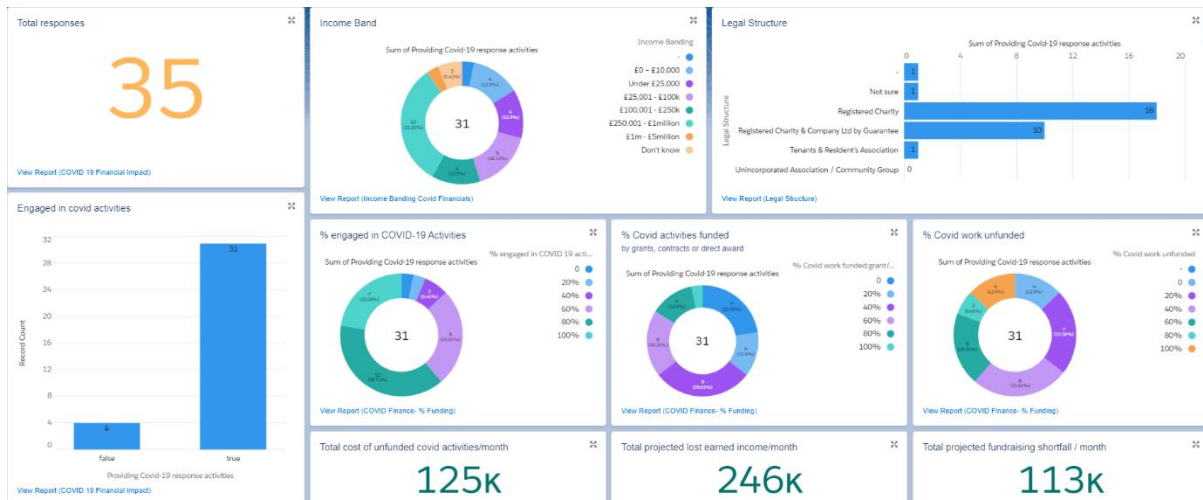 Total responses
35
View Report (COVID 19 Financial Impact)
Income Band
Sum of Providing Covid-19 response activities
Income Banding
-
£0 – £10,000
Under £25,000
£25,001 - £100k
£100,001 - £250k
£250,001 - £1million
£1m - £5million
Don't know
31
View Report (Income Banding Covid Financials)
Legal Structure
Sum of Providing Covid-19 response activities
0 4 8 12 16 20
Legal Structure
- 1
Not sure 1
Registered Charity 18
Registered Charity & Company Ltd by Guarantee 10
Tenants & Resident's Association 1
Unincorporated Association / Community Group 0
View Report (Legal Structure)
Engaged in covid activities
Record Count
32
28
24
20
16
12
8
4
0
4
31
false true
Providing Covid-19 response activities
View Report (COVID 19 Financial Impact)
% engaged in COVID-19 Activities
% engaged in COVID 19 acti...
Sum of Providing Covid-19 response activities
0
20%
40%
60%
80%
100%
31
View Report (COVID Finance- % Funding)
% Covid activities funded
by grants, contracts or direct award
% Covid work funded:grant/...
Sum of Providing Covid-19 response activities
0
20%
40%
60%
80%
100%
31
View Report (COVID Finance- % Funding)
% Covid work unfunded
% Covid work unfunded
Sum of Providing Covid-19 response activities
-
0
20%
40%
60%
80%
100%
31
View Report (COVID Finance- % Funding)
Total cost of unfunded covid activities/month
125K
Total projected lost earned income/month
246K
Total projected fundraising shortfall / month
113K